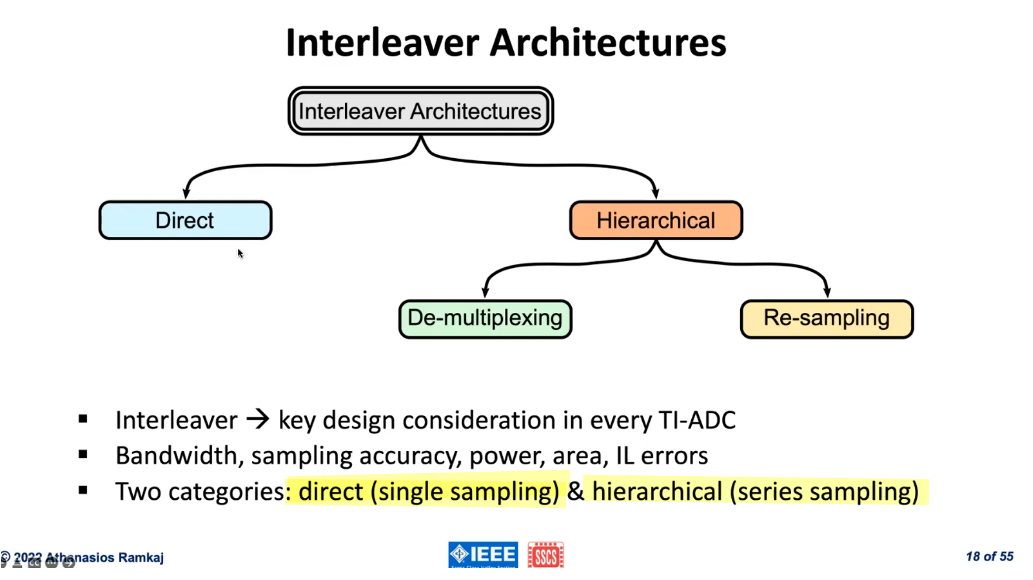 Interleaver Architectures
Interleaver Architectures
Direct
Hierarchical
De-multiplexing
Re-sampling
▪ Interleaver → key design consideration in every TI-ADC
▪ Bandwidth, sampling accuracy, power, area, IL errors
▪ Two categories: direct (single sampling) & hierarchical (series sampling)
© 2022 Athanasios Ramkaj
IEEE
SSCS
18 of 55